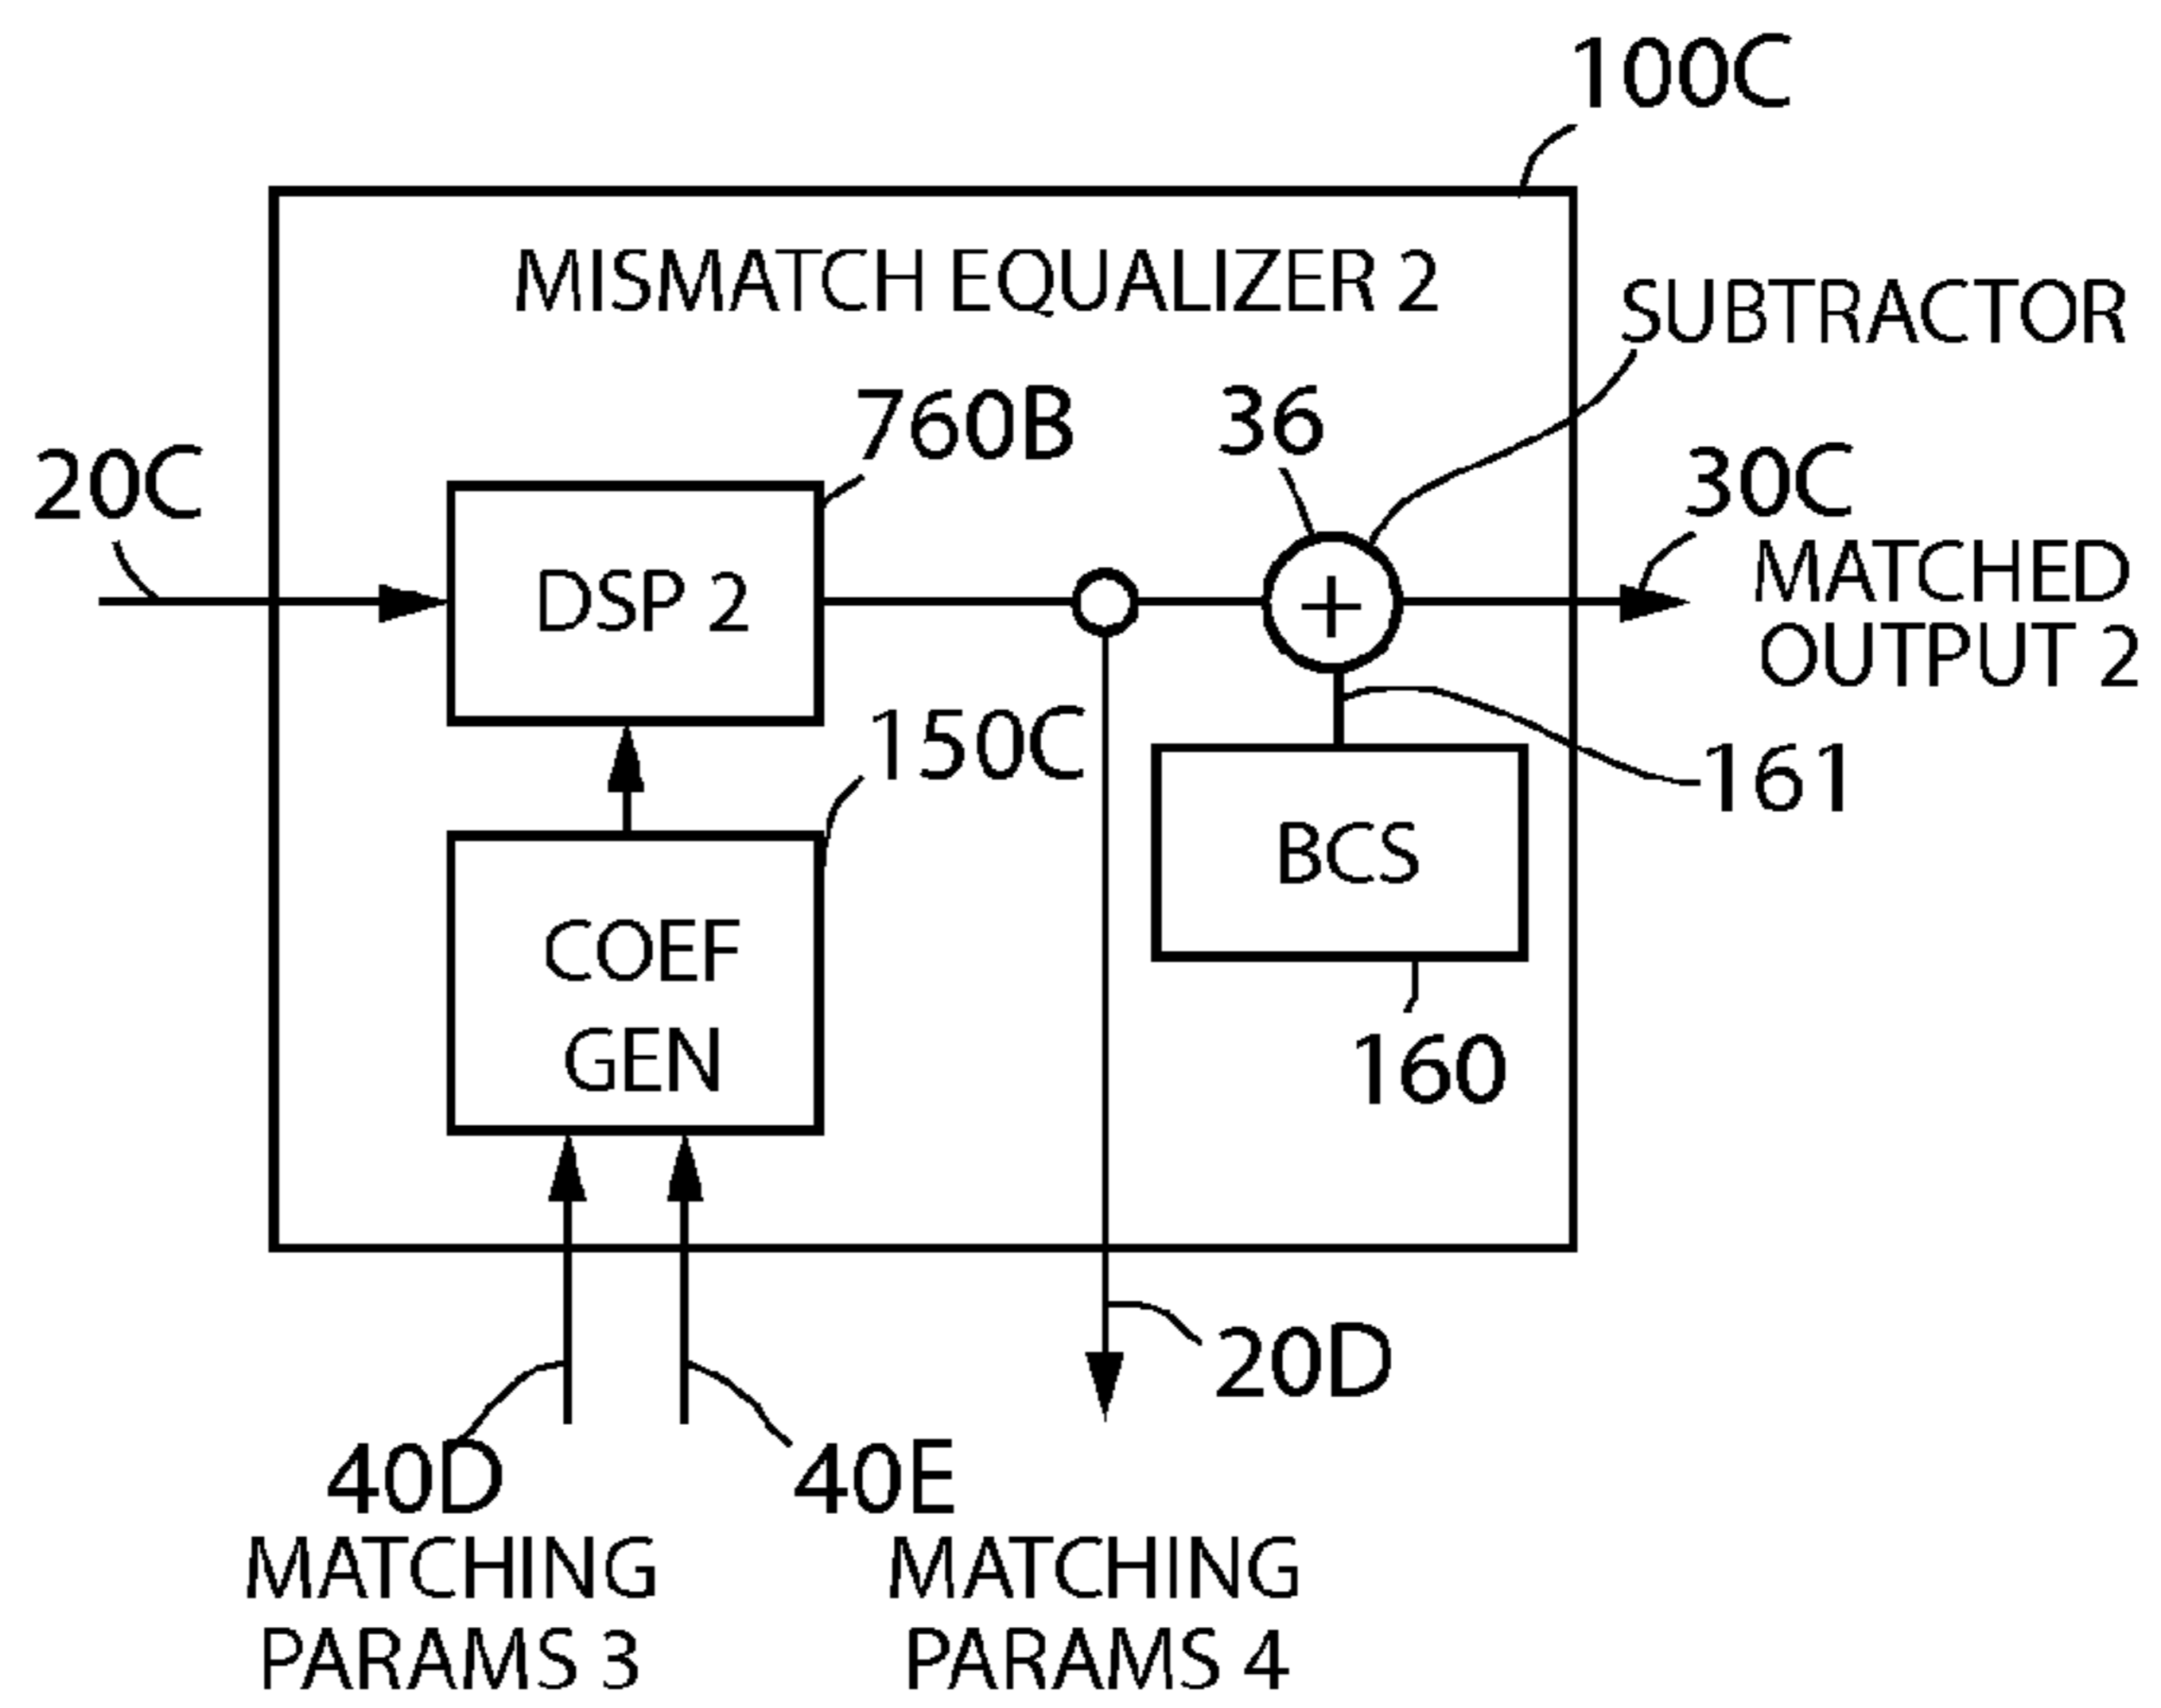 100C
MISMATCH EQUALIZER 2
SUBTRACTOR
760B
36
20C
30C
MATCHED
OUTPUT 2
DSP 2
+
150C
161
BCS
COEF
GEN
160
20D
40D
MATCHING
PARAMS 3
40E
MATCHING
PARAMS 4